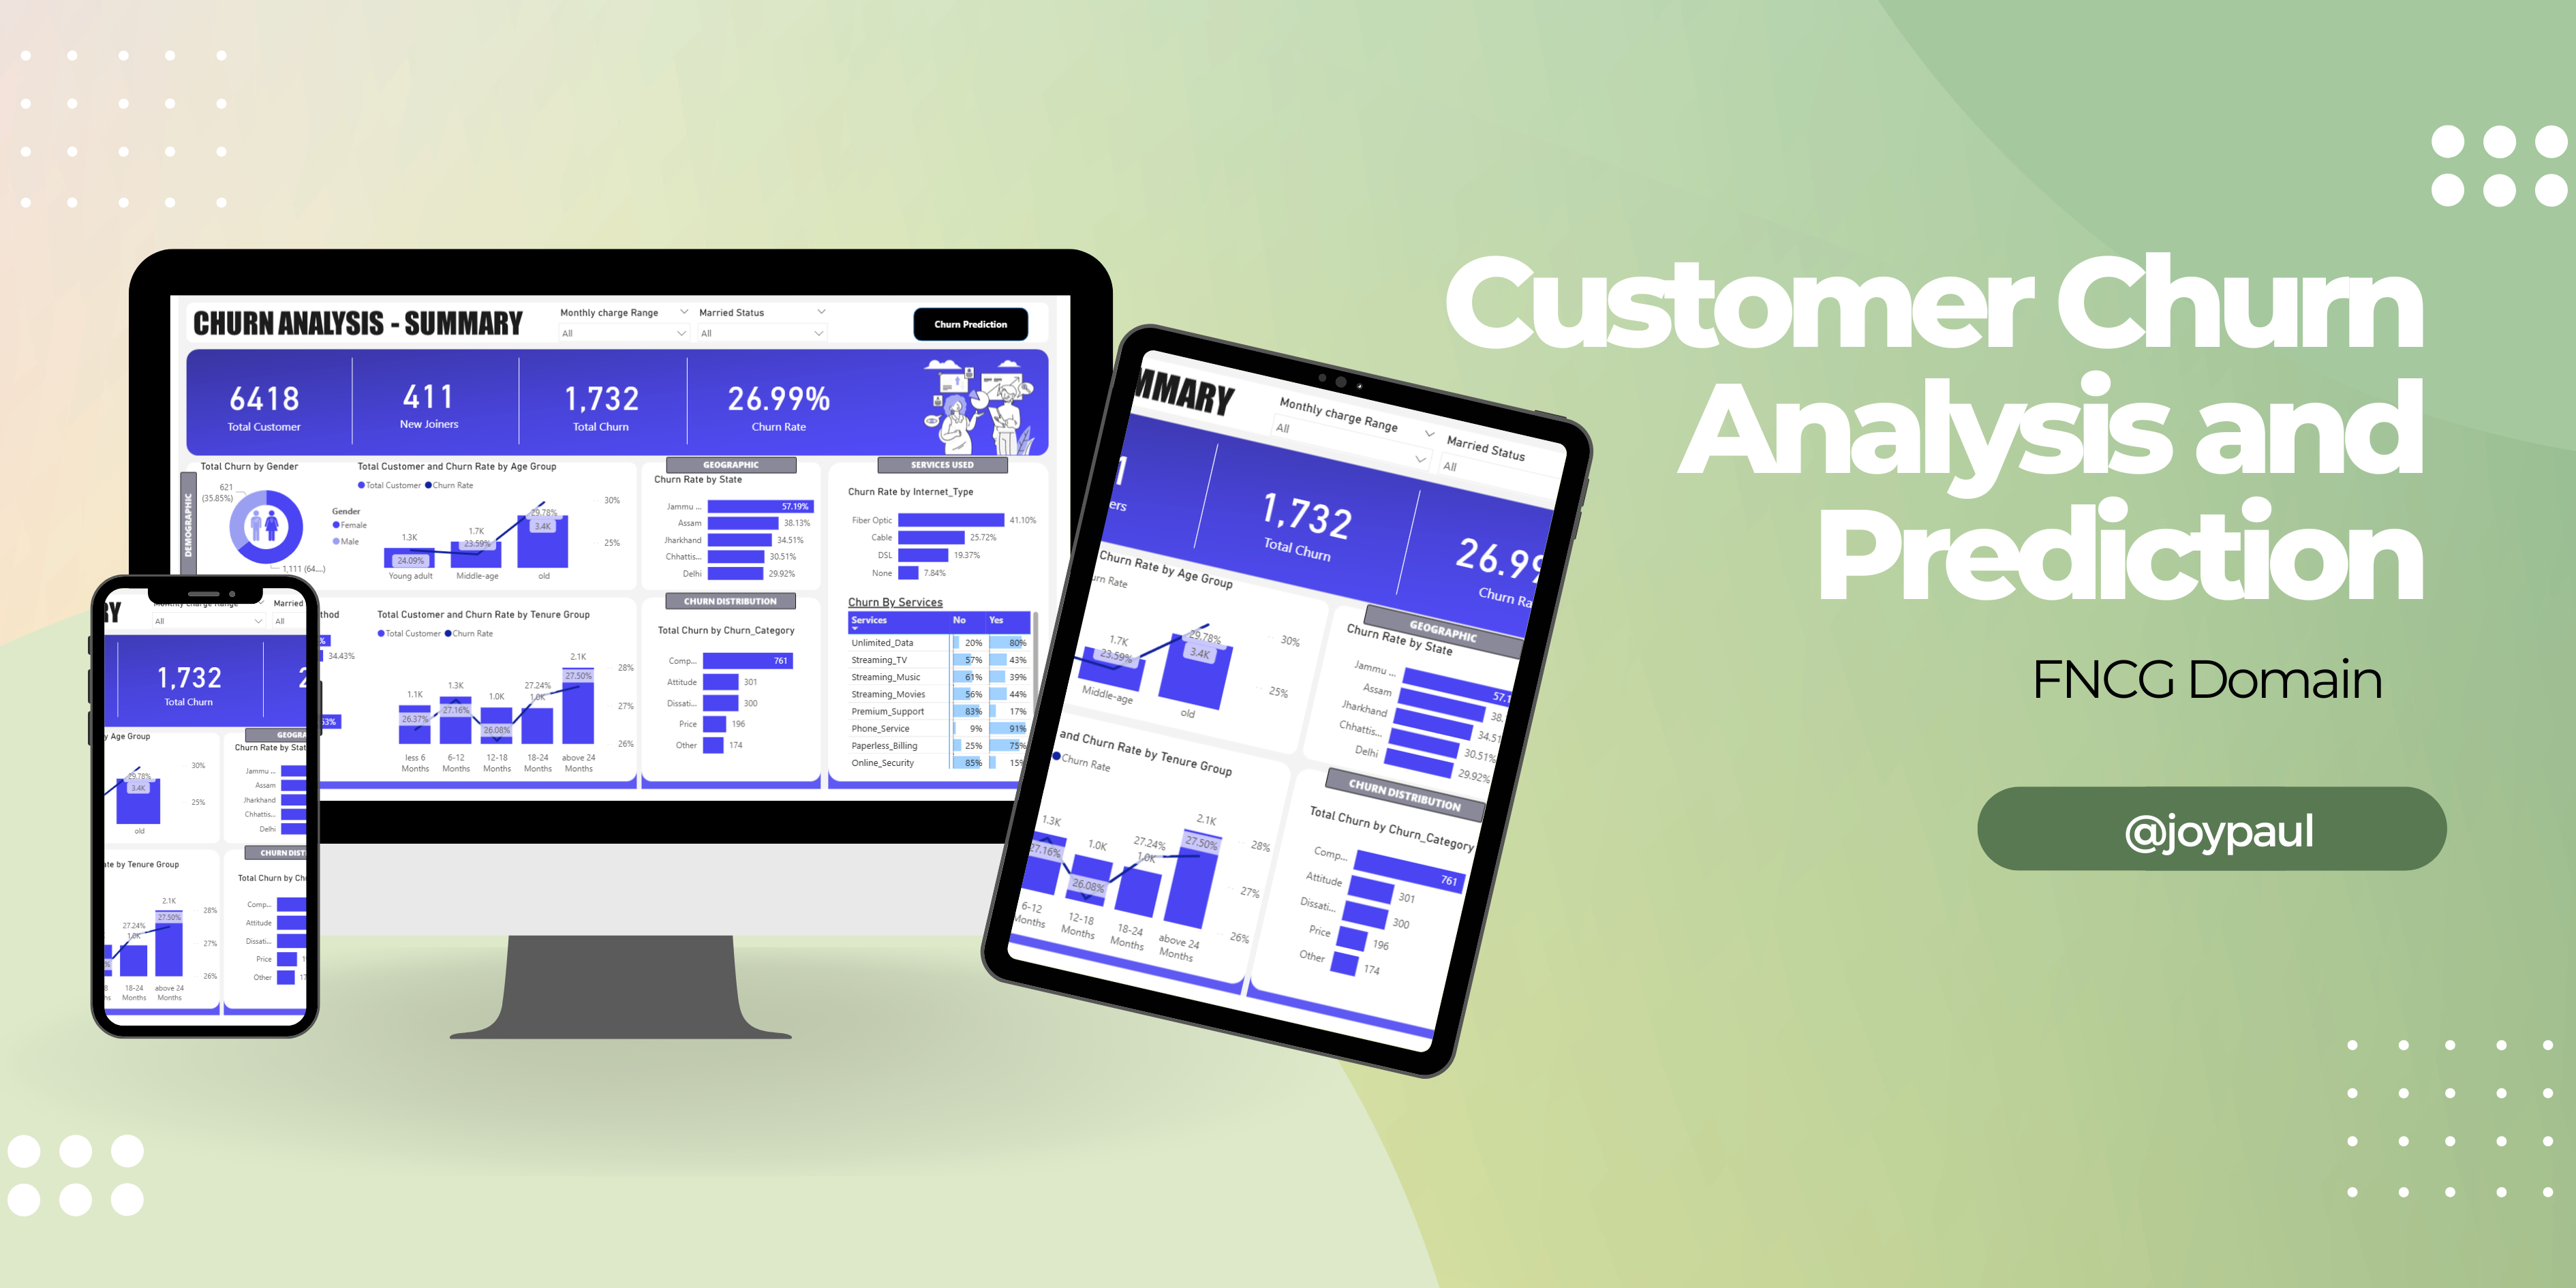 Customer Churn
Analysis and
Prediction
FNCG Domain
@joypaul
CHURN ANALYSIS - SUMMARY
Monthly charge Range
All
Married Status
All
Churn Prediction
6418
Total Customer
411
New Joiners
1,732
Total Churn
26.99%
Churn Rate
DEMOGRAPHIC
Total Churn by Gender
621
(35.85%)
1,111 (64....)
Gender
Female
Male
Total Customer and Churn Rate by Age Group
Total Customer Churn Rate
1.3K
24.09%
1.7K
23.59%
29.78%
3.4K
30%
25%
Young adult Middle-age old
GEOGRAPHIC
Churn Rate by State
Jammu ... 57.19%
Assam 38.13%
Jharkhand 34.51%
Chhattis... 30.51%
Delhi 29.92%
SERVICES USED
Churn Rate by Internet_Type
Fiber Optic 41.10%
Cable 25.72%
DSL 19.37%
None 7.84%
thod
%
34.43%
53%
Total Customer and Churn Rate by Tenure Group
Total Customer Churn Rate
1.1K
26.37%
1.3K
27.16%
1.0K
26.08%
27.24%
1.0K
2.1K
27.50%
28%
27%
26%
less 6 Months
6-12 Months
12-18 Months
18-24 Months
above 24 Months
CHURN DISTRIBUTION
Total Churn by Churn_Category
Comp... 761
Attitude 301
Dissati... 300
Price 196
Other 174
Churn By Services
Services No Yes
Unlimited_Data 20% 80%
Streaming_TV 57% 43%
Streaming_Music 61% 39%
Streaming_Movies 56% 44%
Premium_Support 83% 17%
Phone_Service 9% 91%
Paperless_Billing 25% 75%
Online_Security 85% 15%
RY
Monthly charge Range
Married
All
All
1,732
Total Churn
2
y Age Group
29.78%
3.4K
30%
25%
old
GEOGRA
Churn Rate by Stat
Jammu ...
Assam
Jharkhand
Chhattis...
Delhi
ate by Tenure Group
27.24%
1.0K
2.1K
27.50%
28%
27%
26%
18-24 Months
above 24 Months
CHURN DIST
Total Churn by Ch
Comp...
Attitude
Dissati...
Price
Other
MMARY
Monthly charge Range
All
Married Status
All
1
ers
1,732
Total Churn
26.99
Churn Ra
Churn Rate by Age Group
urn Rate
1.7K
23.59%
29.78%
3.4K
30%
25%
Middle-age
old
GEOGRAPHIC
Churn Rate by State
Jammu ... 57.1
Assam 38.
Jharkhand 34.51
Chhattis... 30.51%
Delhi 29.92%
and Churn Rate by Tenure Group
Churn Rate
1.3K
27.16%
1.0K
26.08%
27.24%
1.0K
2.1K
27.50%
28%
27%
26%
6-12 Months
12-18 Months
18-24 Months
above 24 Months
CHURN DISTRIBUTION
Total Churn by Churn_Category
Comp... 761
Attitude 301
Dissati... 300
Price 196
Other 174